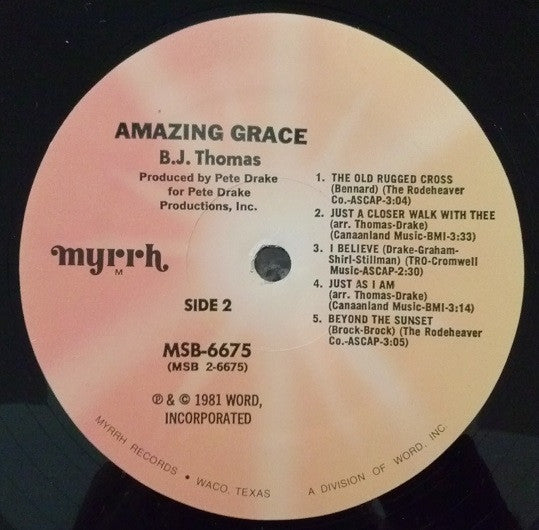 AMAZING GRACE
B.J. Thomas
Produced by Pete Drake
for Pete Drake
Productions, Inc.
myrrh
M
SIDE 2
MSB-6675
(MSB 2-6675)
℗ & © 1981 WORD,
INCORPORATED
1. THE OLD RUGGED CROSS
(Bennard) (The Rodeheaver
Co.-ASCAP-3:04)
2. JUST A CLOSER WALK WITH THEE
(arr. Thomas-Drake)
(Canaanland Music-BMI-3:33)
3. I BELIEVE (Drake-Graham-
Shirl-Stillman) (TRO-Cromwell
Music-ASCAP-2:30)
4. JUST AS I AM
(arr. Thomas-Drake)
(Canaanland Music-BMI-3:14)
5. BEYOND THE SUNSET
(Brock-Brock) (The Rodeheaver
Co.-ASCAP-3:05)
MYRRH RECORDS • WACO, TEXAS A DIVISION OF WORD, INC.